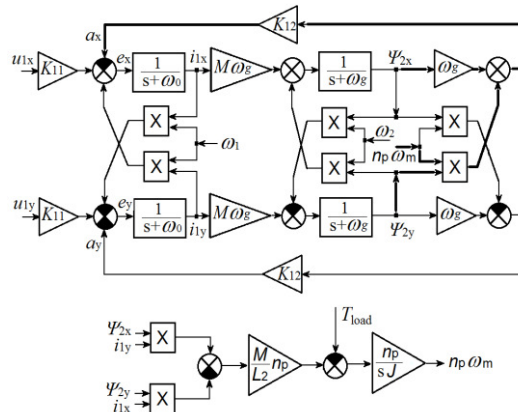 K12
ax
u1x K11 ex 1/(s+ω0) i1x Mωg 1/(s+ωg) Ψ2x ωg
X X X
ω1 ω2 npωm
X X X
u1y K11 ey 1/(s+ω0) i1y Mωg 1/(s+ωg) Ψ2y ωg
ay
K12
Tload
Ψ2x
i1y X
M/L2 np np/sJ npωm
Ψ2y
i1x X